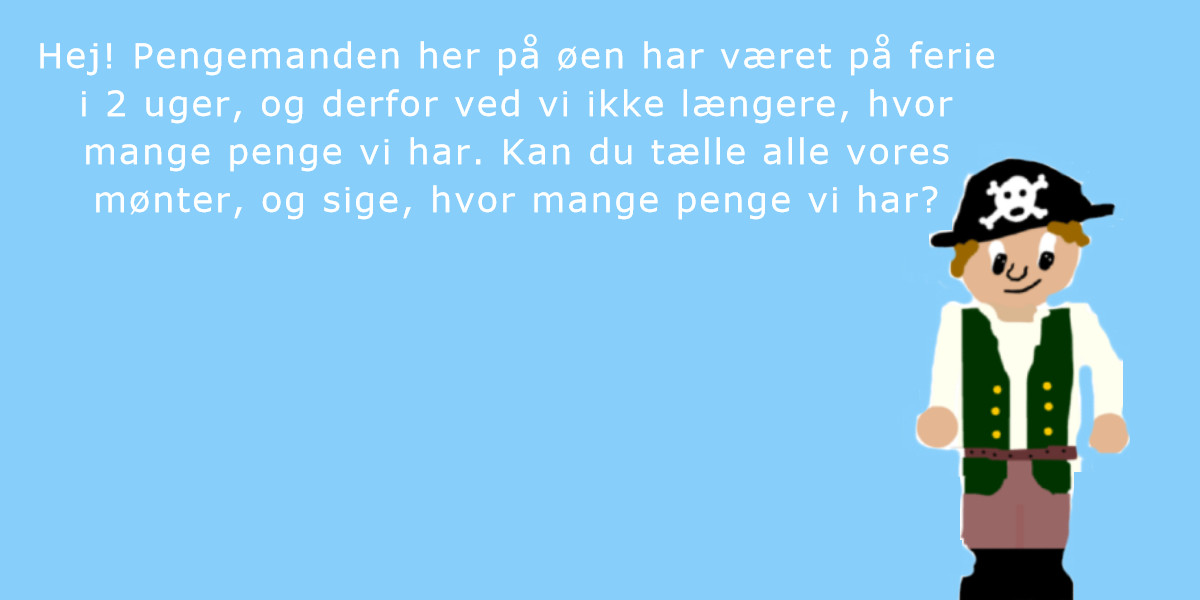 Hej! Pengemanden her på øen har været på ferie
i 2 uger, og derfor ved vi ikke længere, hvor
mange penge vi har. Kan du tælle alle vores
mønter, og sige, hvor mange penge vi har?